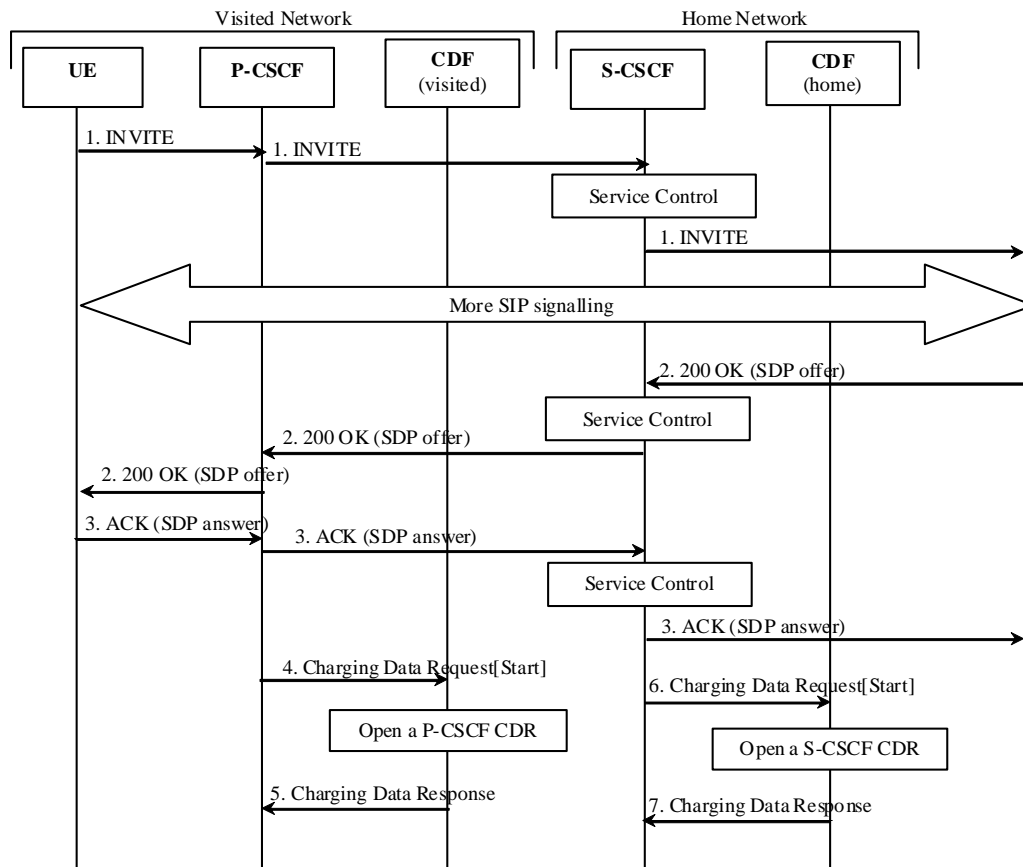 Visited Network
Home Network
UE
P-CSCF
CDF
(visited)
S-CSCF
CDF
(home)
1. INVITE
1. INVITE
Service Control
1. INVITE
More SIP signalling
2. 200 OK (SDP offer)
Service Control
2. 200 OK (SDP offer)
2. 200 OK (SDP offer)
3. ACK (SDP answer)
3. ACK (SDP answer)
Service Control
3. ACK (SDP answer)
4. Charging Data Request[Start]
6. Charging Data Request[Start]
Open a P-CSCF CDR
Open a S-CSCF CDR
5. Charging Data Response
7. Charging Data Response